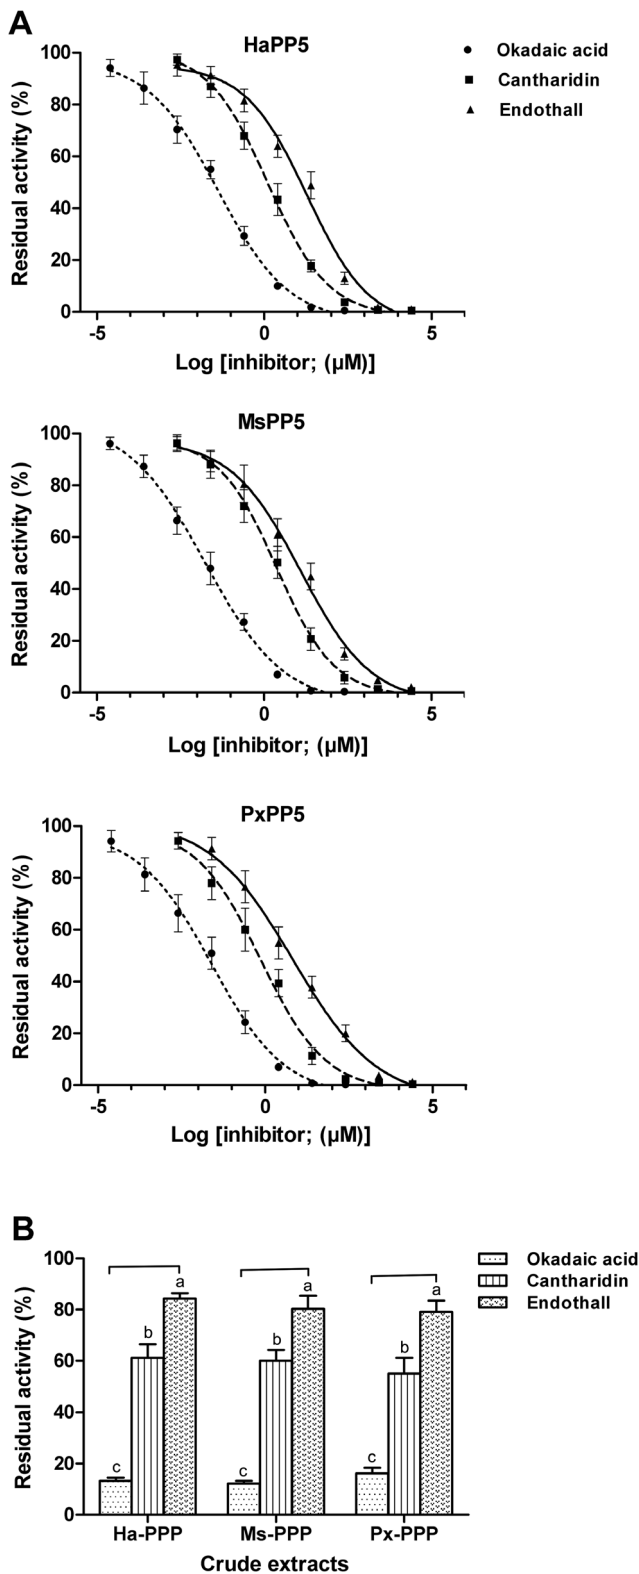 A
HaPP5
Okadaic acid
Cantharidin
Endothall
100
80
60
40
20
0
Residual activity (%)
-5 0 5
Log [inhibitor; (µM)]
MsPP5
100
80
60
40
20
0
Residual activity (%)
-5 0 5
Log [inhibitor; (µM)]
PxPP5
100
80
60
40
20
0
Residual activity (%)
-5 0 5
Log [inhibitor; (µM)]
B
Okadaic acid
Cantharidin
Endothall
100
80
60
40
20
0
Residual activity (%)
c b a c b a c b a
Ha-PPP Ms-PPP Px-PPP
Crude extracts